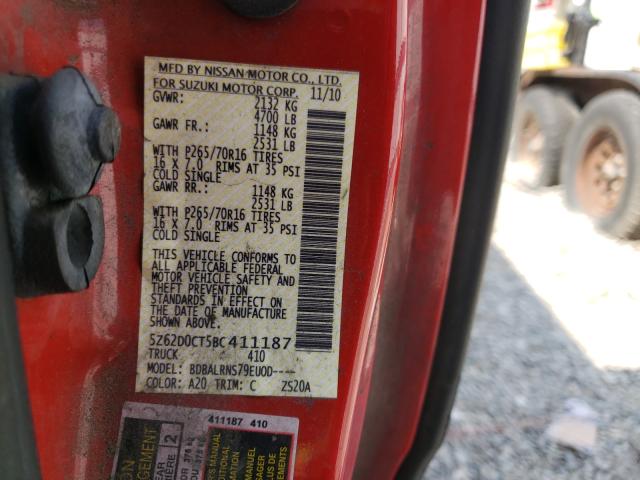 MFD BY NISSAN MOTOR CO., LTD.
FOR SUZUKI MOTOR CORP. 11/10
GVWR: 2132 KG
4700 LB
GAWR FR.: 1148 KG
2531 LB
WITH P265/70R16 TIRES
16 X 7.0 RIMS AT 35 PSI
COLD SINGLE
GAWR RR.: 1148 KG
2531 LB
WITH P265/70R16 TIRES
16 X 7.0 RIMS AT 35 PSI
COLD SINGLE
THIS VEHICLE CONFORMS TO
ALL APPLICABLE FEDERAL
MOTOR VEHICLE SAFETY AND
THEFT PREVENTION
STANDARDS IN EFFECT ON
THE DATE OF MANUFACTURE
SHOWN ABOVE.
5Z62D0CT5BC411187
TRUCK 410
MODEL: BDBALRNS79EUOD----
COLOR: A20 TRIM: C ZS20A
411187 410
2